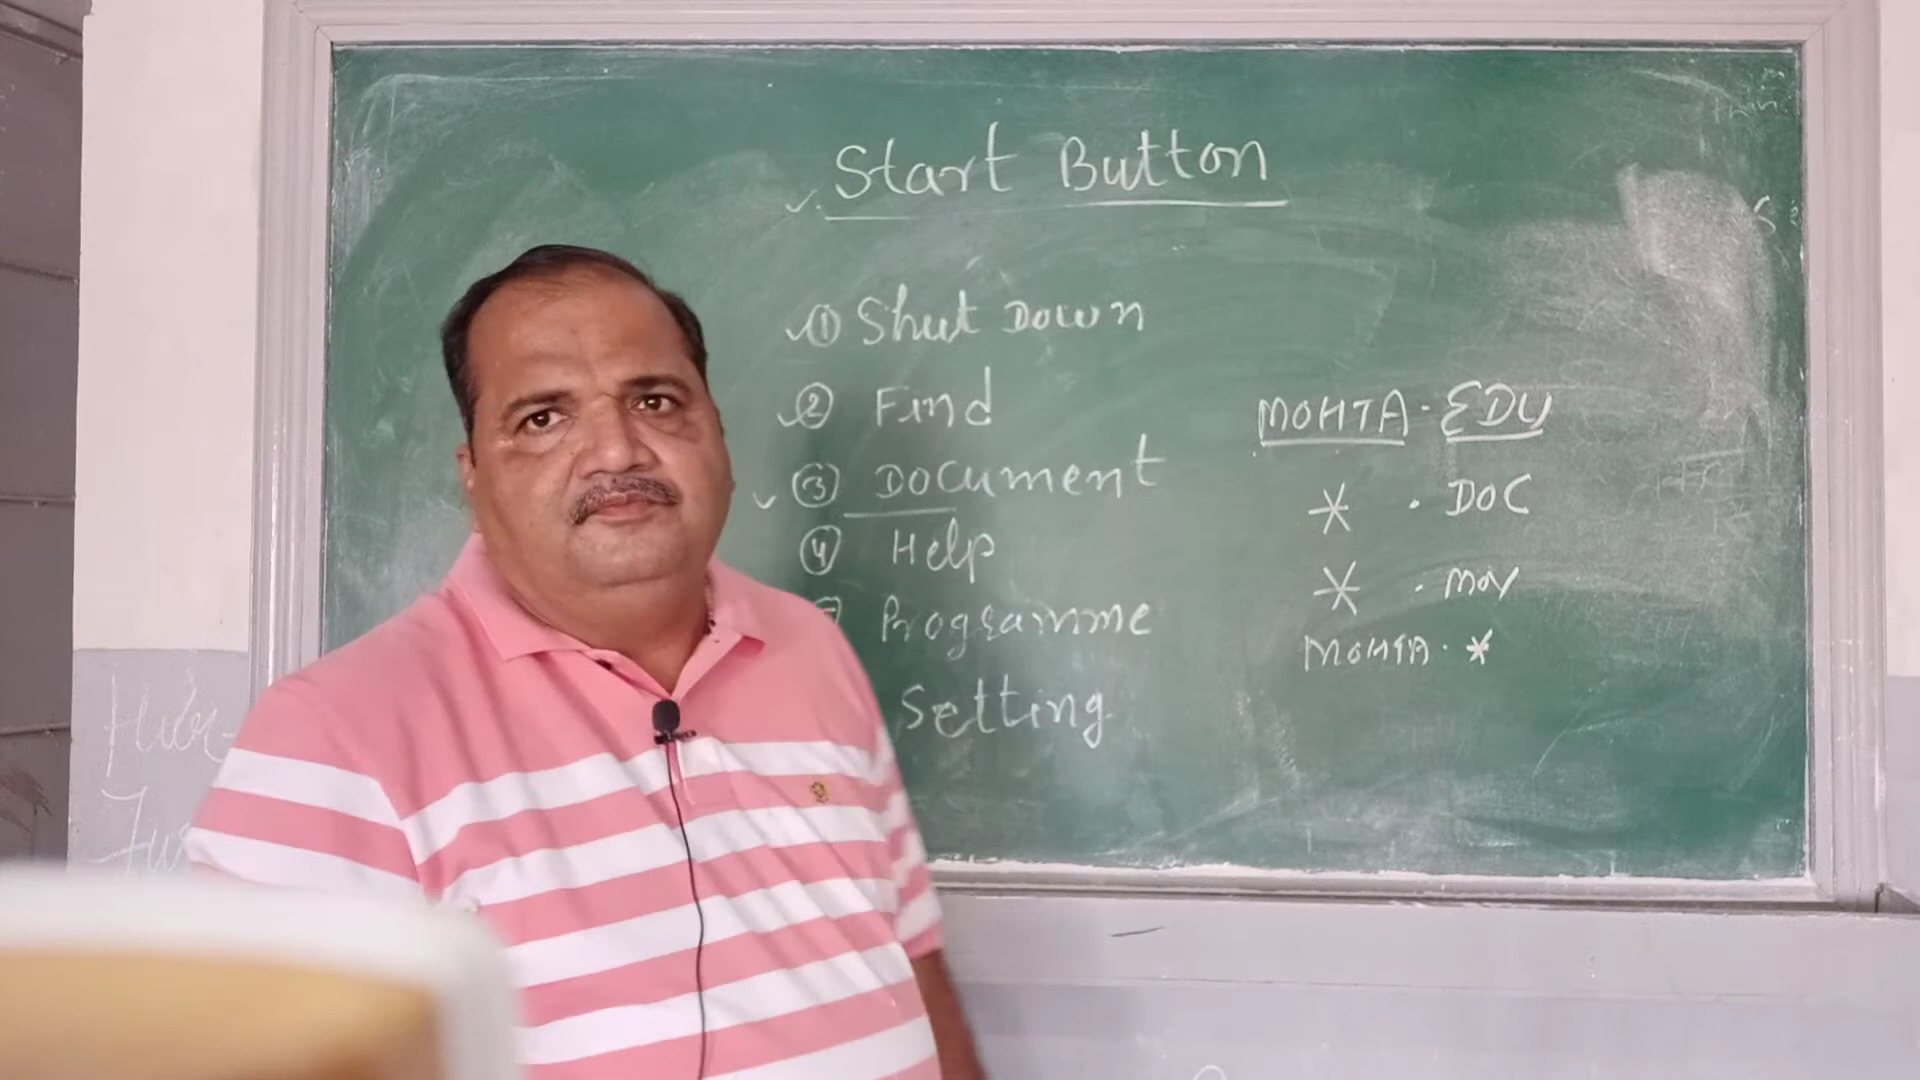 Start Button
① Shut Down
② Find
③ Document
④ Help
Programme
Setting
MOHTA . EDU
* . DOC
* . MOV
MOHTA . *